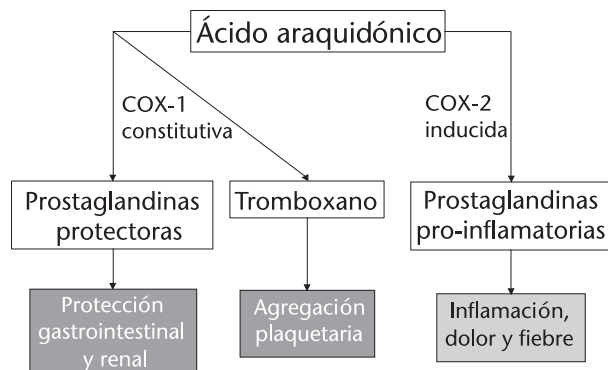 Ácido araquidónico
COX-1
constitutiva
COX-2
inducida
Prostaglandinas
protectoras
Tromboxano
Prostaglandinas
pro-inflamatorias
Protección
gastrointestinal
y renal
Agregación
plaquetaria
Inflamación,
dolor y fiebre